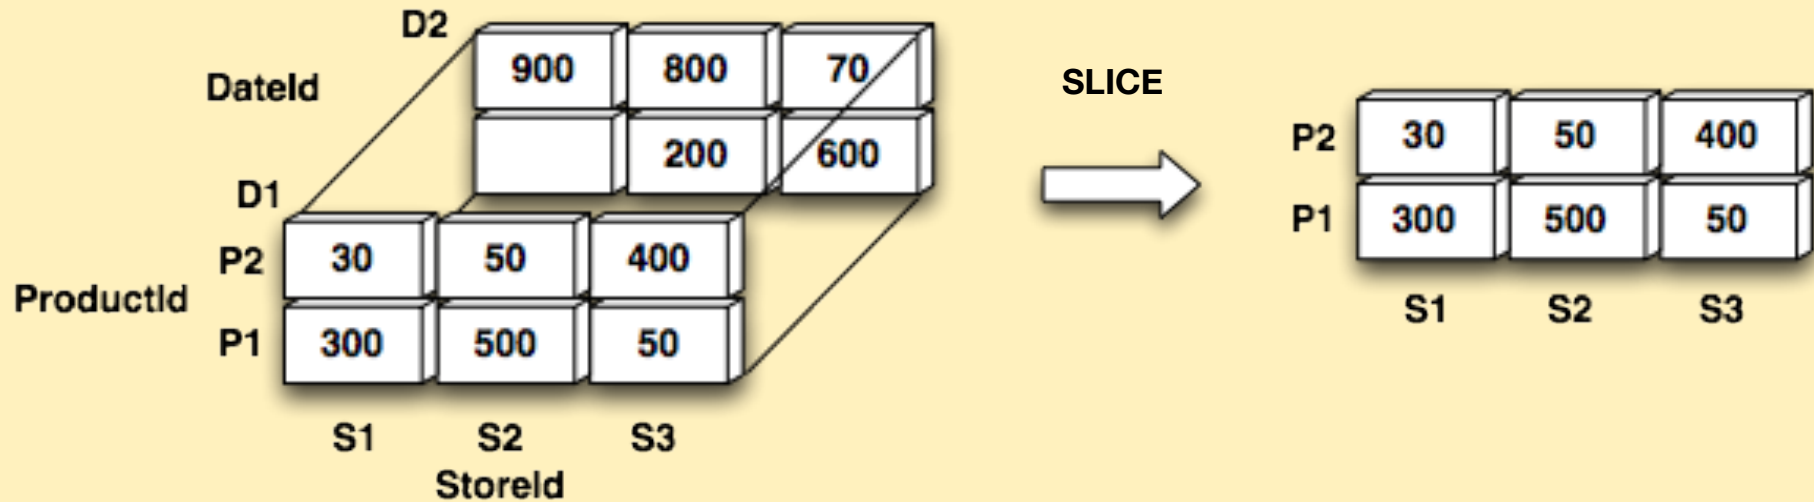 D2
DateId
900 800 70
200 600
D1
P2 30 50 400
ProductId
P1 300 500 50
S1 S2 S3
StoreId
SLICE
P2 30 50 400
P1 300 500 50
S1 S2 S3